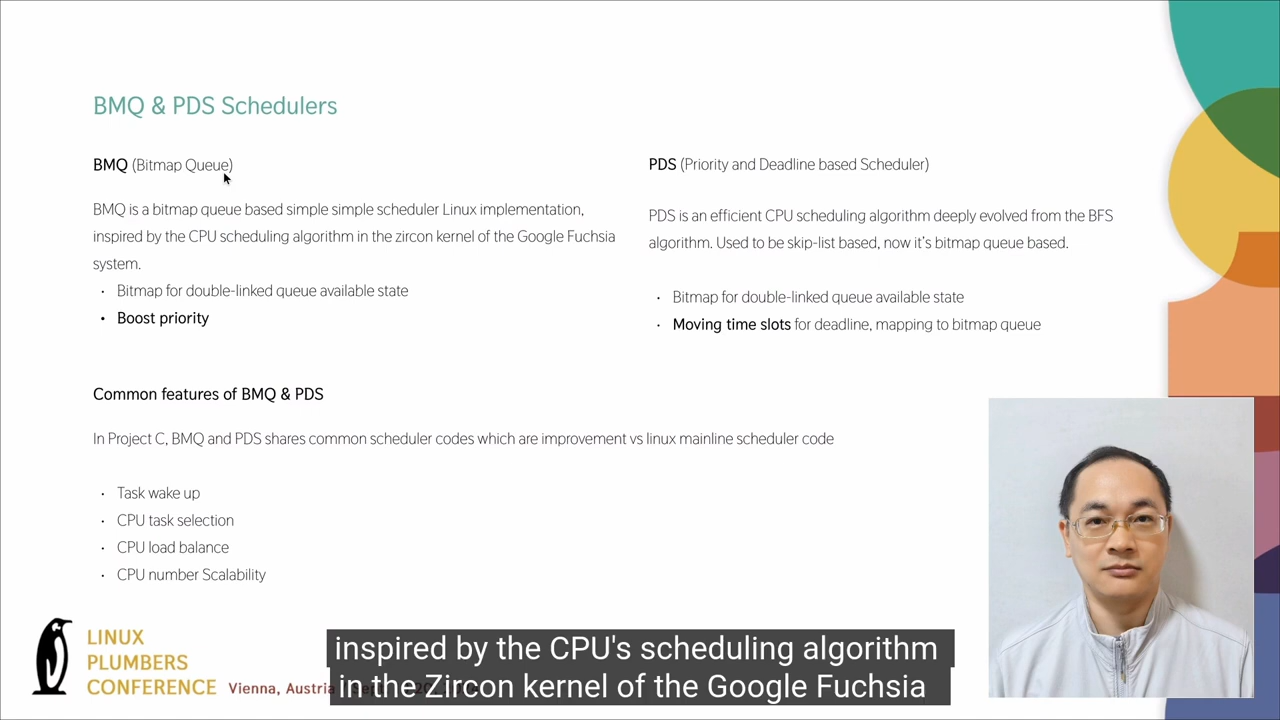 BMQ & PDS Schedulers
BMQ (Bitmap Queue)
BMQ is a bitmap queue based simple simple scheduler Linux implementation,
inspired by the CPU scheduling algorithm in the zircon kernel of the Google Fuchsia
system.
• Bitmap for double-linked queue available state
• Boost priority
PDS (Priority and Deadline based Scheduler)
PDS is an efficient CPU scheduling algorithm deeply evolved from the BFS
algorithm. Used to be skip-list based, now it's bitmap queue based.
• Bitmap for double-linked queue available state
• Moving time slots for deadline, mapping to bitmap queue
Common features of BMQ & PDS
In Project C, BMQ and PDS shares common scheduler codes which are improvement vs linux mainline scheduler code
• Task wake up
• CPU task selection
• CPU load balance
• CPU number Scalability
LINUX
PLUMBERS
CONFERENCE
Vienna, Austria
inspired by the CPU's scheduling algorithm
in the Zircon kernel of the Google Fuchsia